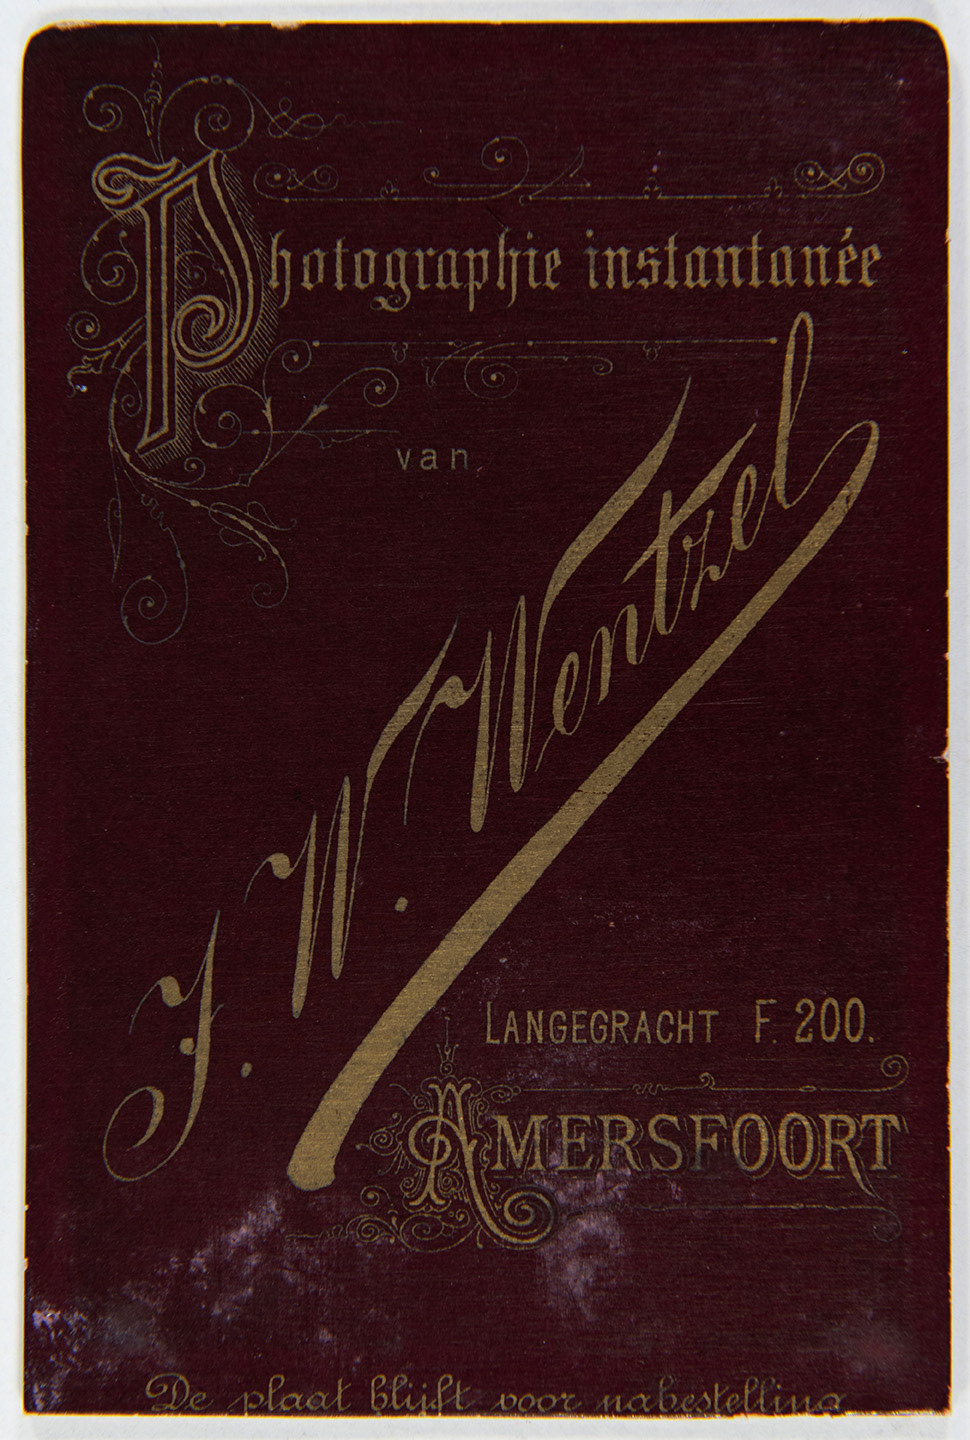 Photographie instantanée
van
J. W. Wentzel
LANGEGRACHT F. 200.
AMERSFOORT
De plaat blijft voor nabestelling